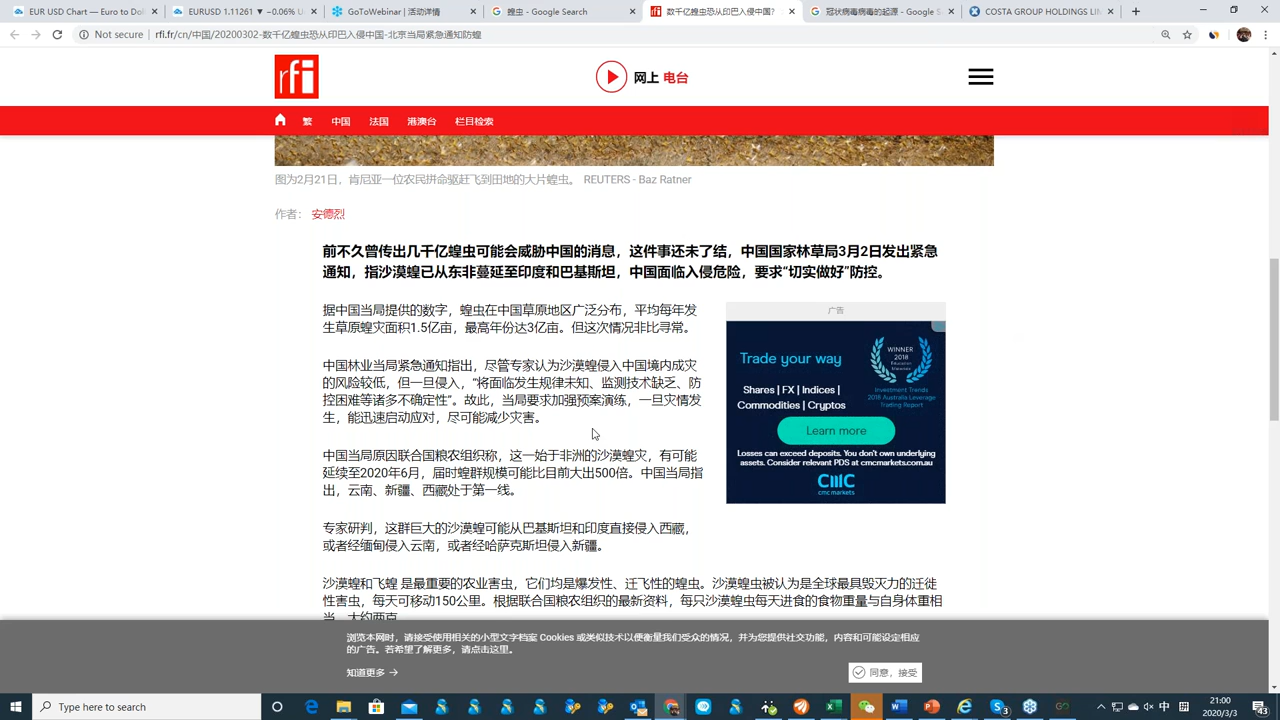 EUR USD Chart — Euro to Dol
EURUSD 1.11261 ▼ −0.06% U
GoToWebinar | 活动详情
蝗虫 - Google Search
数千亿蝗虫恐从印巴入侵中国?
冠状病毒病毒的起源 - Google S
COSTA GROUP HOLDINGS LIM
Not secure | rfi.fr/cn/中国/20200302-数千亿蝗虫恐从印巴入侵中国-北京当局紧急通知防蝗
rfi
网上 电台
繁 中国 法国 港澳台 栏目检索
图为2月21日，肯尼亚一位农民拼命驱赶飞到田地的大片蝗虫。 REUTERS - Baz Ratner
作者： 安德烈
前不久曾传出几千亿蝗虫可能会威胁中国的消息，这件事还未了结，中国国家林草局3月2日发出紧急
通知，指沙漠蝗已从东非蔓延至印度和巴基斯坦，中国面临入侵危险，要求“切实做好”防控。
据中国当局提供的数字，蝗虫在中国草原地区广泛分布，平均每年发
生草原蝗灾面积1.5亿亩，最高年份达3亿亩。但这次情况非比寻常。
中国林业当局紧急通知指出，尽管专家认为沙漠蝗侵入中国境内成灾
的风险较低，但一旦侵入，“将面临发生规律未知、监测技术缺乏、防
控困难等诸多不确定性”。故此，当局要求加强预案演练，一旦灾情发
生，能迅速启动应对，尽可能减少灾害。
中国当局原因联合国粮农组织称，这一始于非洲的沙漠蝗灾，有可能
延续至2020年6月，届时蝗群规模可能比目前大出500倍。中国当局指
出，云南、新疆、西藏处于第一线。
专家研判，这群巨大的沙漠蝗可能从巴基斯坦和印度直接侵入西藏，
或者经缅甸侵入云南，或者经哈萨克斯坦侵入新疆。
沙漠蝗和飞蝗 是最重要的农业害虫，它们均是爆发性、迁飞性的蝗虫。沙漠蝗虫被认为是全球最具毁灭力的迁徙
性害虫，每天可移动150公里。根据联合国粮农组织的最新资料，每只沙漠蝗虫每天进食的食物重量与自身体重相
当，大约两克
广告
Trade your way
WINNER
2018
Education
Materials
Investment Trends
2018 Australia Leverage
Trading Report
Shares | FX | Indices |
Commodities | Cryptos
Learn more
Losses can exceed deposits. You don't own underlying
assets. Consider relevant PDS at cmcmarkets.com.au
CMC
cmc markets
浏览本网时，请接受使用相关的小型文字档案 Cookies 或类似技术以便衡量我们受众的情况，并为您提供社交功能，内容和可能设定相应
的广告。若希望了解更多，请点击这里。
知道更多 →
同意，接受
Type here to search
中
拼
21:00
2020/3/3
43